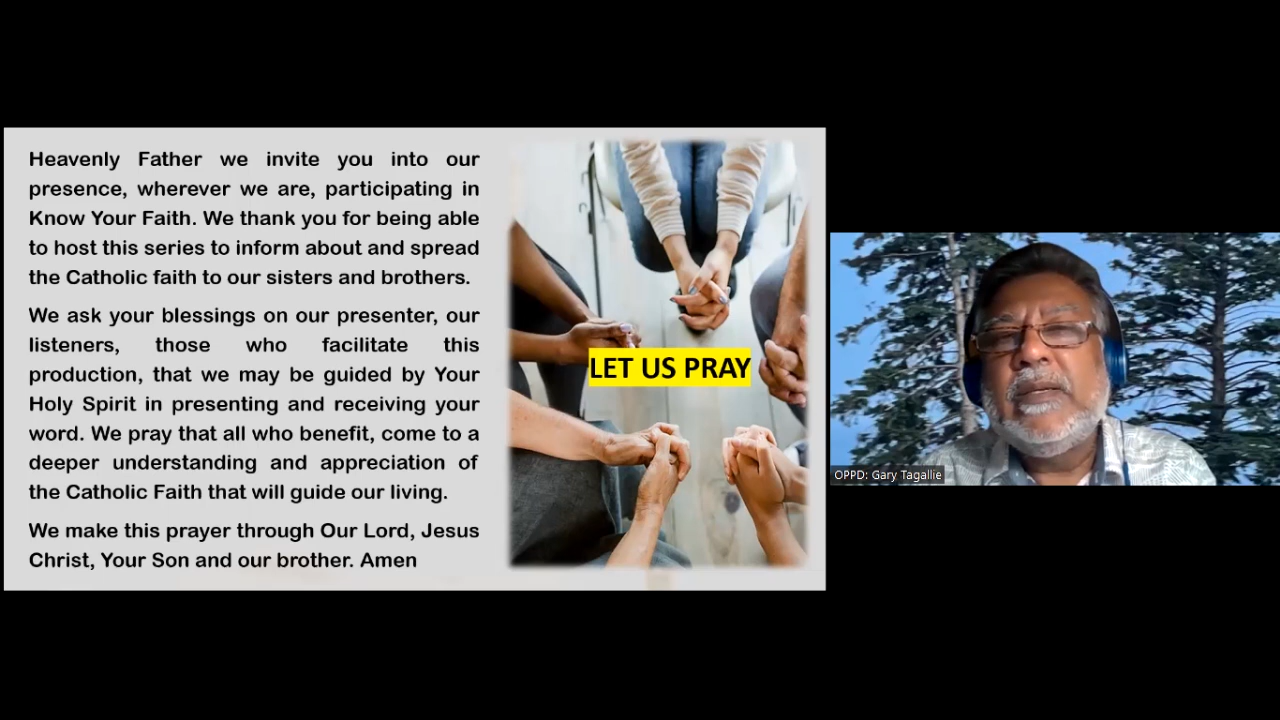 Heavenly Father we invite you into our
presence, wherever we are, participating in
Know Your Faith. We thank you for being able
to host this series to inform about and spread
the Catholic faith to our sisters and brothers.
We ask your blessings on our presenter, our
listeners, those who facilitate this
production, that we may be guided by Your
Holy Spirit in presenting and receiving your
word. We pray that all who benefit, come to a
deeper understanding and appreciation of
the Catholic Faith that will guide our living.
We make this prayer through Our Lord, Jesus
Christ, Your Son and our brother. Amen
LET US PRAY
OPPD: Gary Tagallie